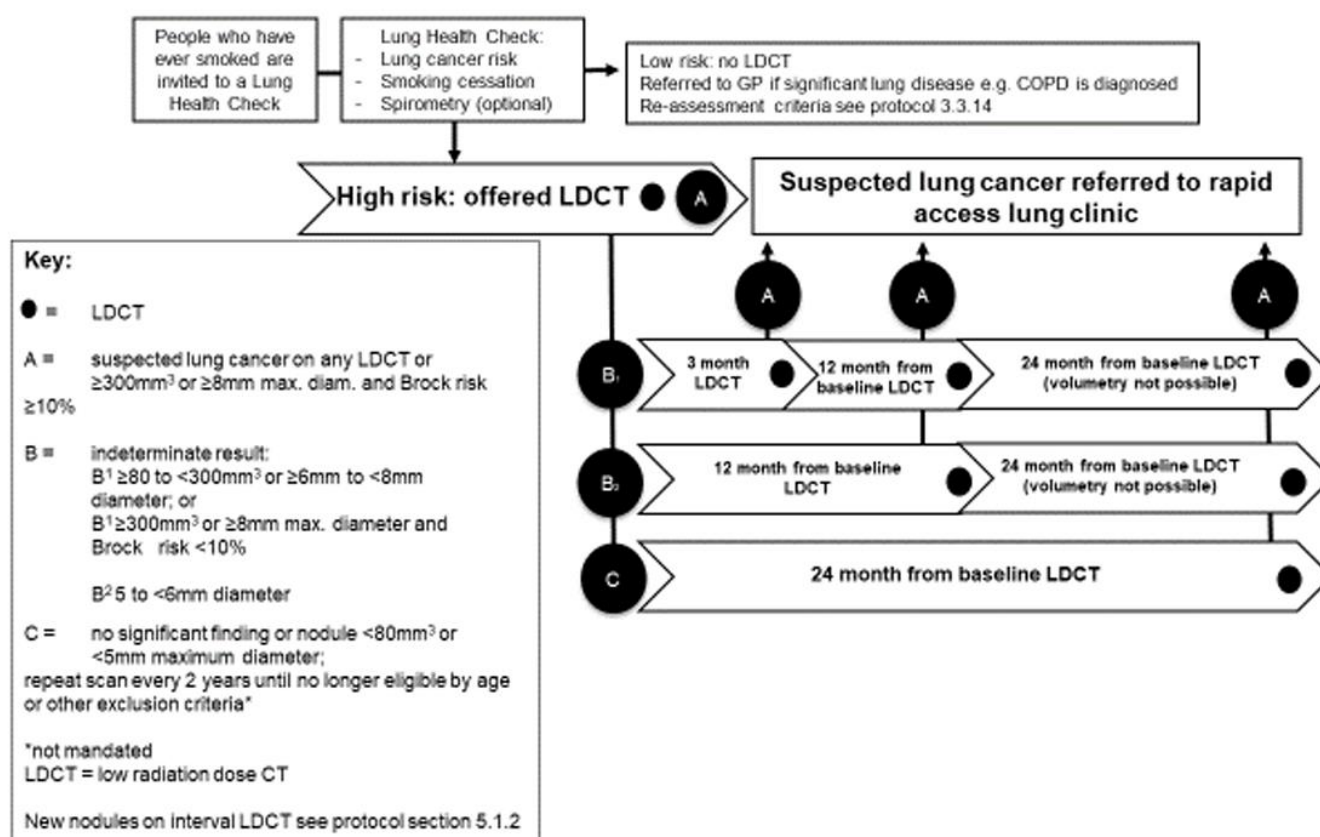 People who have
ever smoked are
invited to a Lung
Health Check
Lung Health Check:
- Lung cancer risk
- Smoking cessation
- Spirometry (optional)
Low risk: no LDCT
Referred to GP if significant lung disease e.g. COPD is diagnosed
Re-assessment criteria see protocol 3.3.14
High risk: offered LDCT
A
Suspected lung cancer referred to rapid
access lung clinic
A
A
A
B₁
3 month
LDCT
12 month from
baseline LDCT
24 month from baseline LDCT
(volumetry not possible)
B₂
12 month from baseline
LDCT
24 month from baseline LDCT
(volumetry not possible)
C
24 month from baseline LDCT
Key:
= LDCT
A = suspected lung cancer on any LDCT or
≥300mm³ or ≥8mm max. diam. and Brock risk
≥10%
B = indeterminate result:
B¹ ≥80 to <300mm³ or ≥6mm to <8mm
diameter; or
B¹≥300mm³ or ≥8mm max. diameter and
Brock risk <10%
B² 5 to <6mm diameter
C = no significant finding or nodule <80mm³ or
<5mm maximum diameter;
repeat scan every 2 years until no longer eligible by age
or other exclusion criteria*
*not mandated
LDCT = low radiation dose CT
New nodules on interval LDCT see protocol section 5.1.2